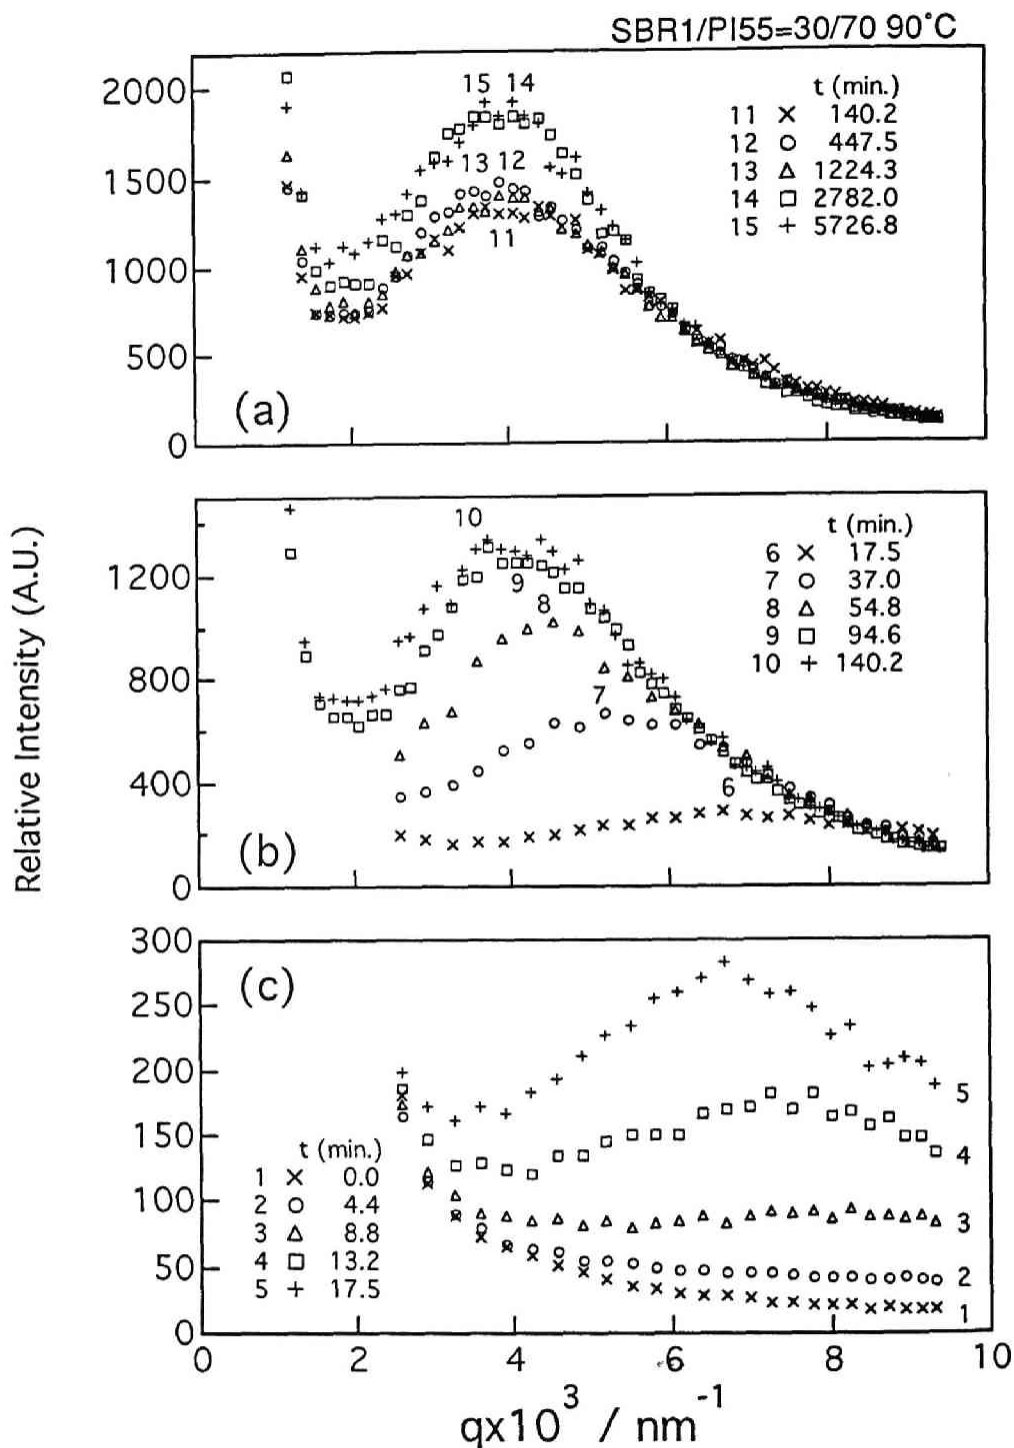 SBR1/PI55=30/70 90°C
2000
1500
1000
500
0
15 14
13 12
11
t (min.)
11 × 140.2
12 ○ 447.5
13 △ 1224.3
14 □ 2782.0
15 + 5726.8
(a)
Relative Intensity (A.U.)
1200
800
400
0
10
9
8
7
6
t (min.)
6 × 17.5
7 ○ 37.0
8 △ 54.8
9 □ 94.6
10 + 140.2
(b)
300
250
200
150
100
50
0
(c)
t (min.)
1 × 0.0
2 ○ 4.4
3 △ 8.8
4 □ 13.2
5 + 17.5
5
4
3
2
1
0 2 4 6 8 10
qx10³ / nm⁻¹